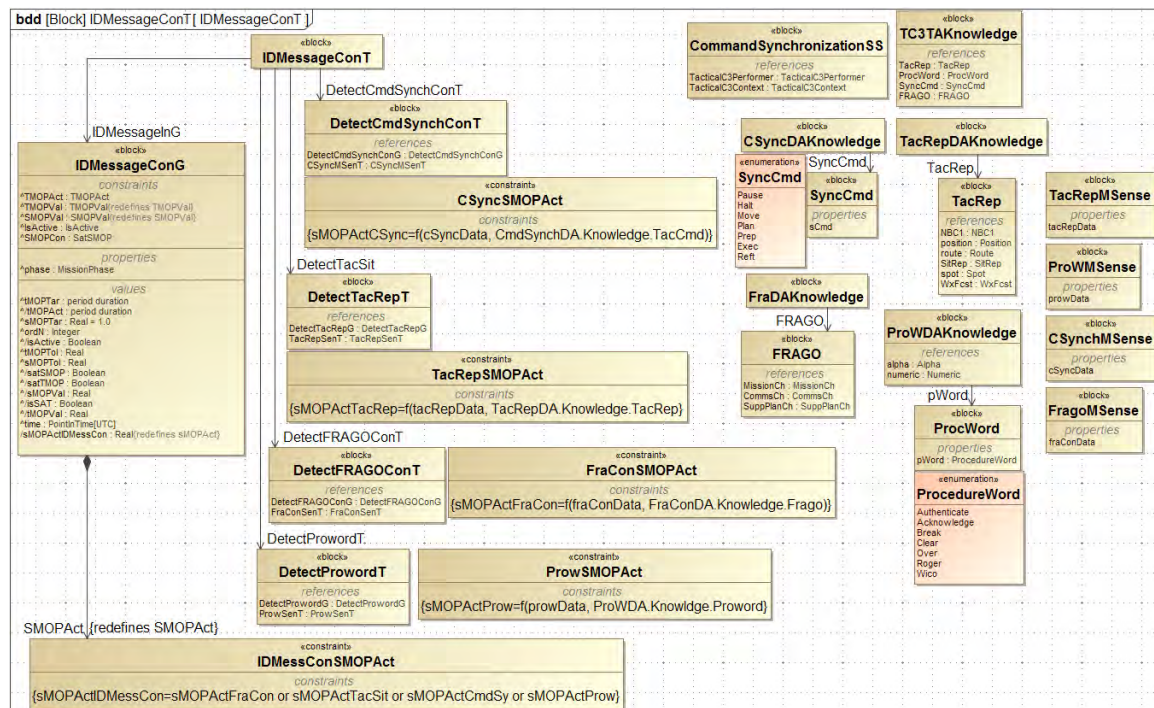 bdd [Block] IDMessageConT[ IDMessageConT ]
«block»
IDMessageConT
IDMessageInG
«block»
IDMessageConG
constraints
^TMOPAct : TMOPAct
^TMOPVal : TMOPVal{redefines TMOPVal}
^SMOPVal : SMOPVal{redefines SMOPVal}
^IsActive : IsActive
^SMOPCon : SatSMOP
properties
^phase : MissionPhase
values
^tMOPTar : period duration
^/tMOPAct : period duration
^sMOPTar : Real = 1.0
^ordN : Integer
^/isActive : Boolean
^tMOPTol : Real
^sMOPTol : Real
^/satSMOP : Boolean
^/satTMOP : Boolean
^/sMOPVal : Real
^/isSAT : Boolean
^/tMOPVal : Real
^time : PointInTime[UTC]
/sMOPActIDMessCon : Real{redefines sMOPAct}
SMOPAct {redefines SMOPAct}
«constraint»
IDMessConSMOPAct
constraints
{sMOPActIDMessCon=sMOPActFraCon or sMOPActTacSit or sMOPActCmdSy or sMOPActProw}
DetectCmdSynchConT
«block»
DetectCmdSynchConT
references
DetectCmdSynchConG : DetectCmdSynchConG
CSyncMSenT : CSyncMSenT
«constraint»
CSyncSMOPAct
constraints
{sMOPActCSync=f(cSyncData, CmdSynchDA.Knowledge.TacCmd)}
DetectTacSit
«block»
DetectTacRepT
references
DetectTacRepG : DetectTacRepG
TacRepSenT : TacRepSenT
«constraint»
TacRepSMOPAct
constraints
{sMOPActTacRep=f(tacRepData, TacRepDA.Knowledge.TacRep}
DetectFRAGOConT
«block»
DetectFRAGOConT
references
DetectFRAGOConG : DetectFRAGOConG
FraConSenT : FraConSenT
«constraint»
FraConSMOPAct
constraints
{sMOPActFraCon=f(fraConData, FraConDA.Knowledge.Frago)}
DetectProwordT.
«block»
DetectProwordT
references
DetectProwordG : DetectProwordG
ProwSenT : ProwSenT
«constraint»
ProwSMOPAct
constraints
{sMOPActProw=f(prowData, ProWDA.Knowldge.Proword}
«block»
CommandSynchronizationSS
references
TacticalC3Performer : TacticalC3Performer
TacticalC3Context : TacticalC3Context
«block»
TC3TAKnowledge
references
TacRep : TacRep
ProcWord : ProcWord
SyncCmd : SyncCmd
FRAGO : FRAGO
«block»
CSyncDAKnowledge
SyncCmd
«enumeration»
SyncCmd
Pause
Halt
Move
Plan
Prep
Exec
Reft
«block»
SyncCmd
properties
sCmd
«block»
TacRepDAKnowledge
TacRep
«block»
TacRep
references
NBC1 : NBC1
position : Position
route : Route
SitRep : SitRep
spot : Spot
WxFcst : WxFcst
«block»
FraDAKnowledge
FRAGO
«block»
FRAGO
references
MissionCh : MissionCh
CommsCh : CommsCh
SuppPlanCh : SuppPlanCh
«block»
ProWDAKnowledge
references
alpha : Alpha
numeric : Numeric
pWord
«block»
ProcWord
properties
pWord : ProcedureWord
«enumeration»
ProcedureWord
Authenticate
Acknowledge
Break
Clear
Over
Roger
Wico
«block»
TacRepMSense
properties
tacRepData
«block»
ProWMSense
properties
prowData
«block»
CSynchMSense
properties
cSyncData
«block»
FragoMSense
properties
fraConData